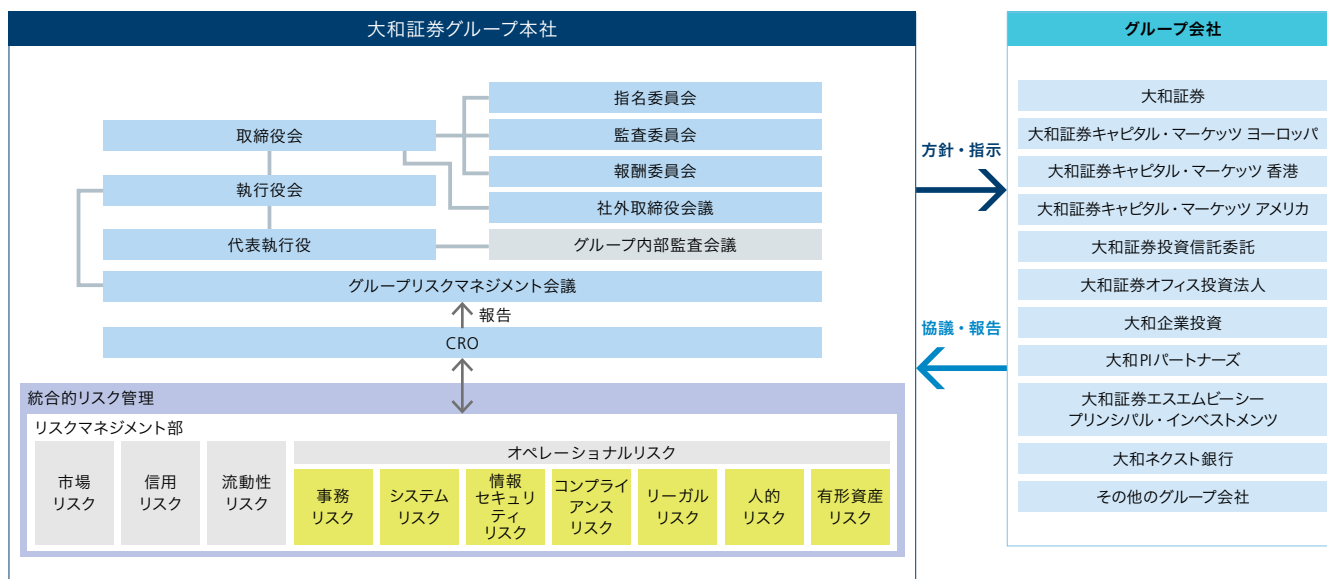 大和証券グループ本社
指名委員会
取締役会
監査委員会
報酬委員会
執行役会
社外取締役会議
代表執行役
グループ内部監査会議
グループリスクマネジメント会議
報告
CRO
統合的リスク管理
リスクマネジメント部
市場
リスク
信用
リスク
流動性
リスク
オペレーショナルリスク
事務
リスク
システム
リスク
情報
セキュリ
ティ
リスク
コンプライ
アンス
リスク
リーガル
リスク
人的
リスク
有形資産
リスク
方針・指示
協議・報告
グループ会社
大和証券
大和証券キャピタル・マーケッツ ヨーロッパ
大和証券キャピタル・マーケッツ 香港
大和証券キャピタル・マーケッツ アメリカ
大和証券投資信託委託
大和証券オフィス投資法人
大和企業投資
大和PIパートナーズ
大和証券エスエムビーシー
プリンシパル・インベストメンツ
大和ネクスト銀行
その他のグループ会社